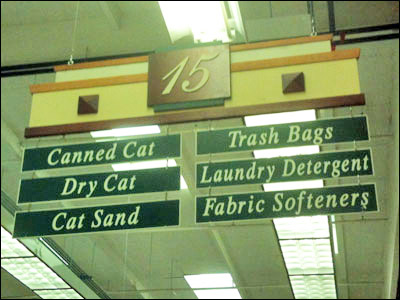 15
Canned Cat
Dry Cat
Cat Sand
Trash Bags
Laundry Detergent
Fabric Softeners